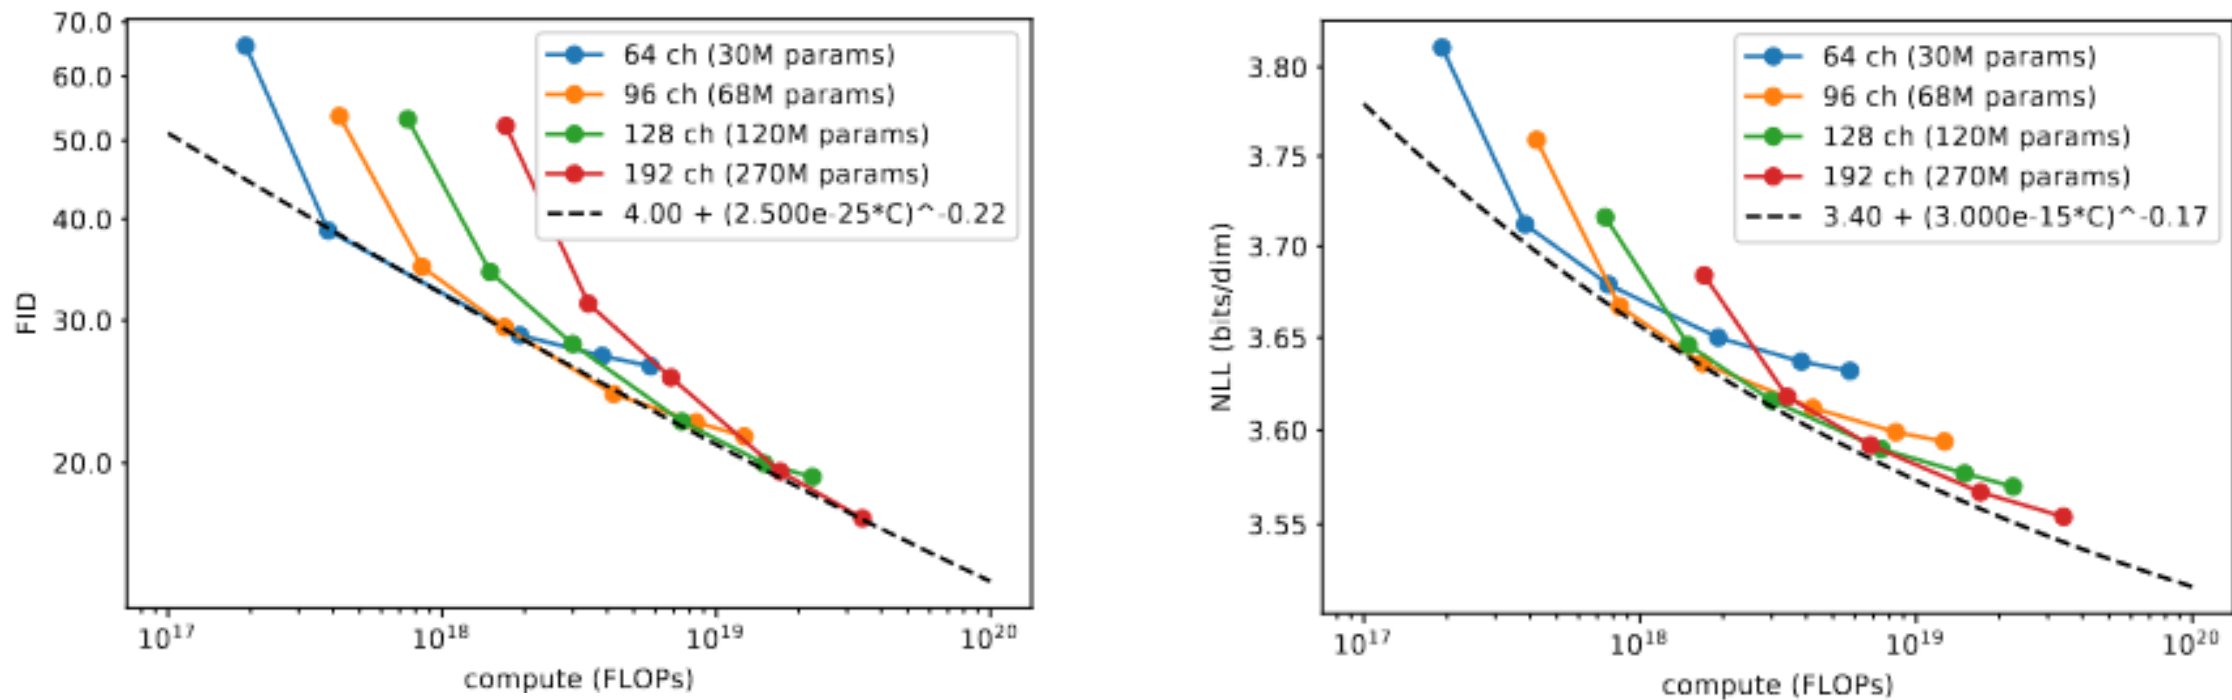 70.0
60.0
50.0
40.0
30.0
20.0
FID
64 ch (30M params)
96 ch (68M params)
128 ch (120M params)
192 ch (270M params)
4.00 + (2.500e-25*C)^-0.22
10^17
10^18
10^19
10^20
compute (FLOPs)
3.80
3.75
3.70
3.65
3.60
3.55
NLL (bits/dim)
64 ch (30M params)
96 ch (68M params)
128 ch (120M params)
192 ch (270M params)
3.40 + (3.000e-15*C)^-0.17
10^17
10^18
10^19
10^20
compute (FLOPs)